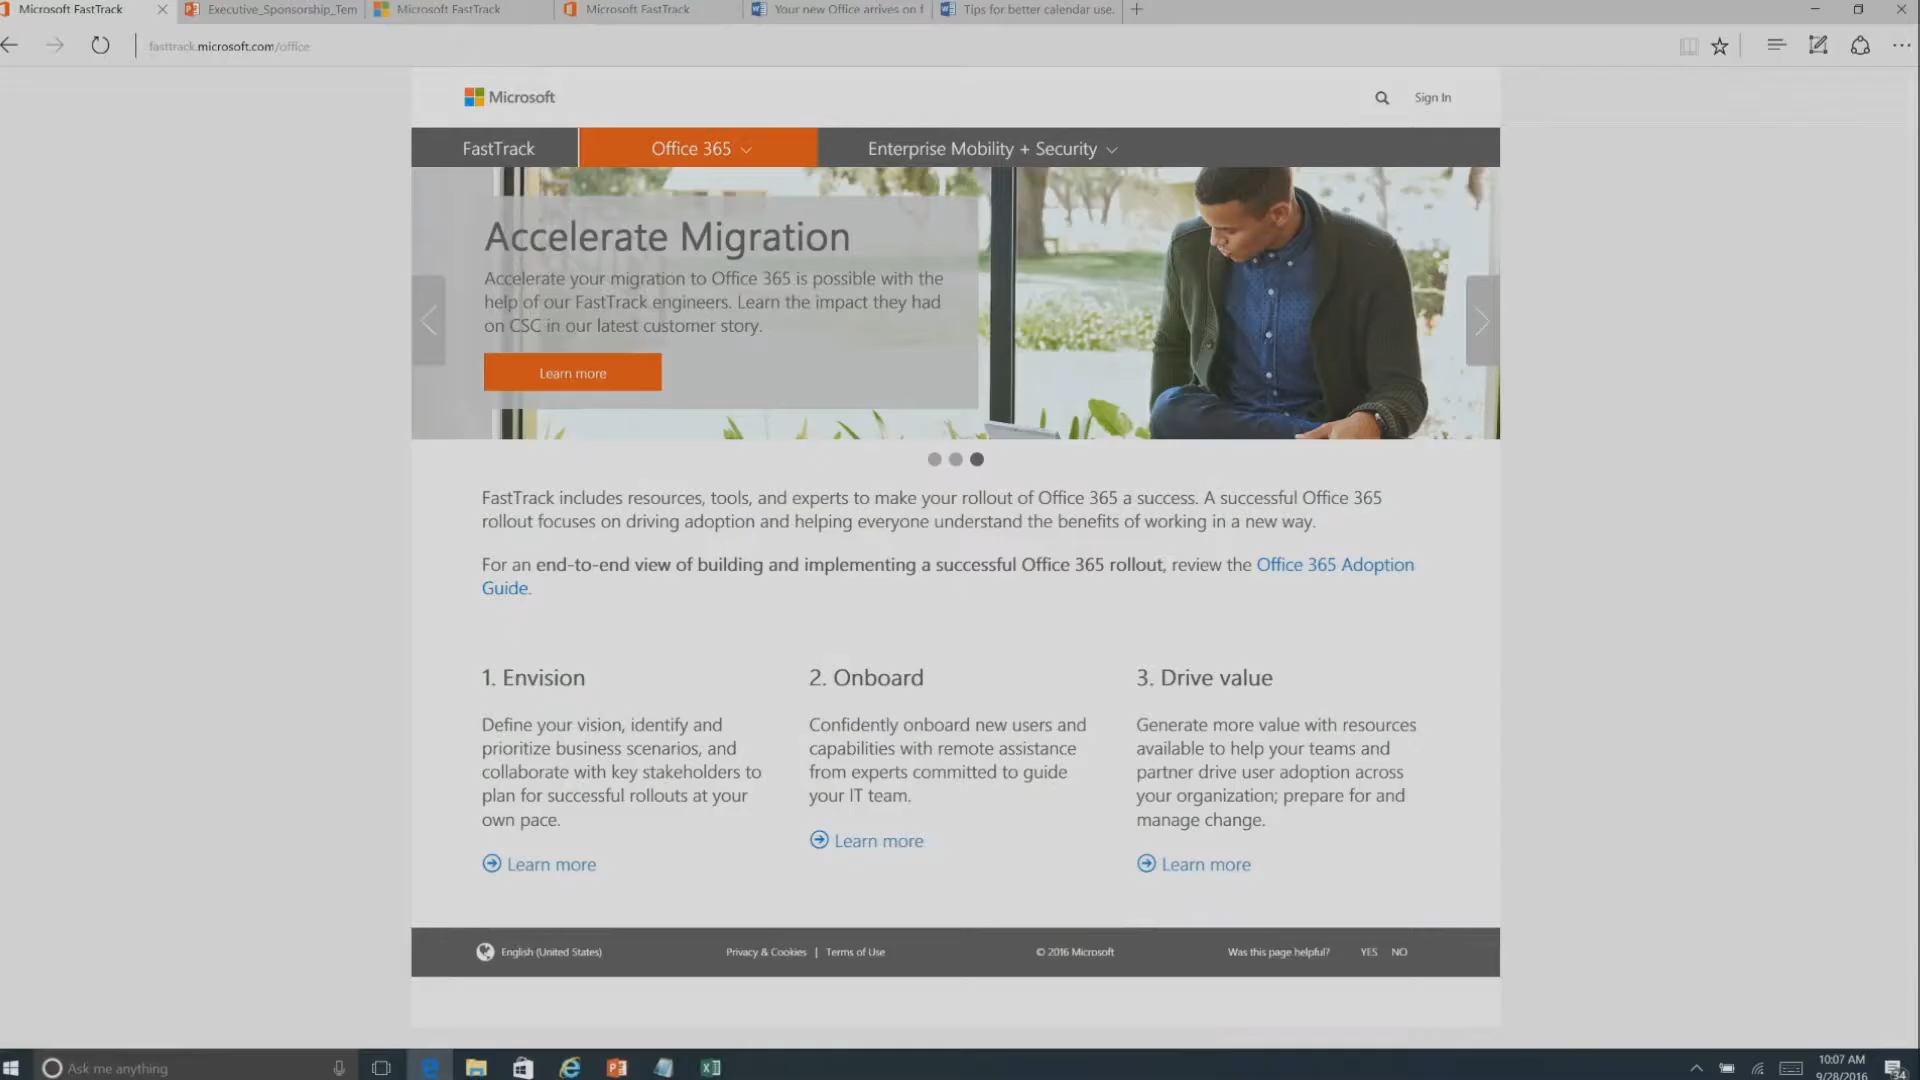 Microsoft FastTrack
Executive_Sponsorship_Tem
Microsoft FastTrack
Microsoft FastTrack
Your new Office arrives on f
Tips for better calendar use.
fasttrack.microsoft.com/office
Microsoft
Sign In
FastTrack
Office 365
Enterprise Mobility + Security
Accelerate Migration
Accelerate your migration to Office 365 is possible with the
help of our FastTrack engineers. Learn the impact they had
on CSC in our latest customer story.
Learn more
FastTrack includes resources, tools, and experts to make your rollout of Office 365 a success. A successful Office 365
rollout focuses on driving adoption and helping everyone understand the benefits of working in a new way.
For an end-to-end view of building and implementing a successful Office 365 rollout, review the Office 365 Adoption
Guide.
1. Envision
Define your vision, identify and
prioritize business scenarios, and
collaborate with key stakeholders to
plan for successful rollouts at your
own pace.
Learn more
2. Onboard
Confidently onboard new users and
capabilities with remote assistance
from experts committed to guide
your IT team.
Learn more
3. Drive value
Generate more value with resources
available to help your teams and
partner drive user adoption across
your organization; prepare for and
manage change.
Learn more
English (United States)
Privacy & Cookies | Terms of Use
© 2016 Microsoft
Was this page helpful? YES NO
Ask me anything
10:07 AM
9/28/2016
34